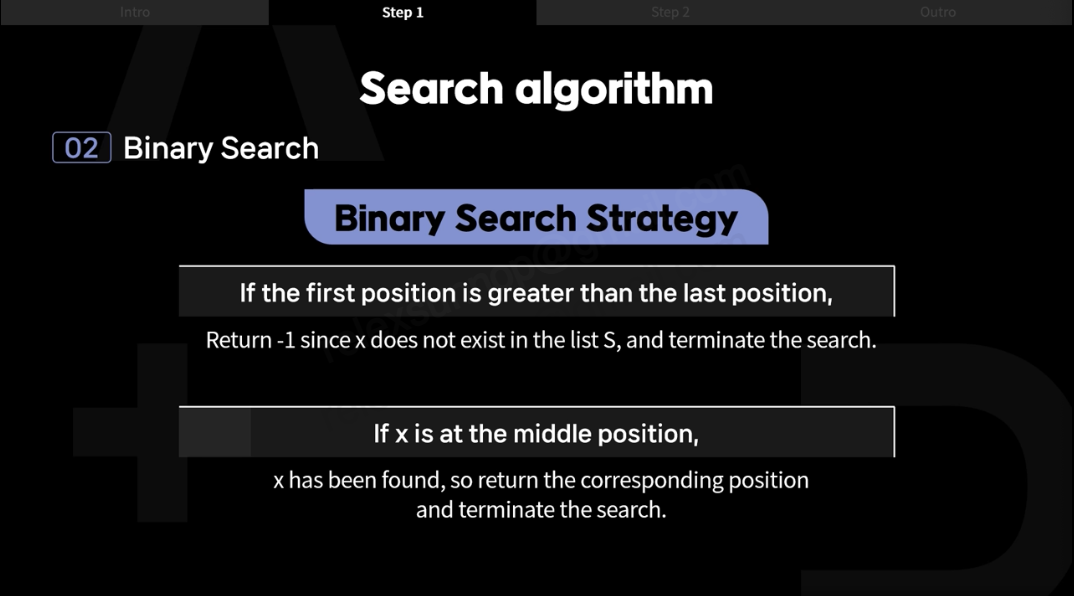 Intro
Step 1
Step 2
Outro
Search algorithm
02 Binary Search
Binary Search Strategy
If the first position is greater than the last position,
Return -1 since x does not exist in the list S, and terminate the search.
If x is at the middle position,
x has been found, so return the corresponding position
and terminate the search.